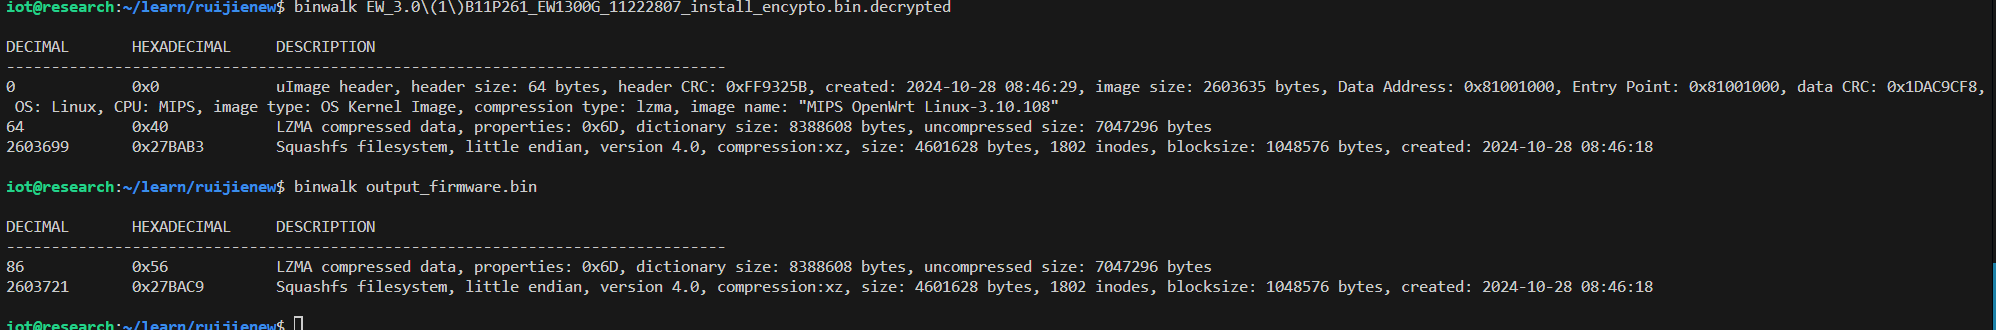 iot@research:~/learn/ruijienew$ binwalk EW_3.0\(1\)B11P261_EW1300G_11222807_install_encypto.bin.decrypted
DECIMAL       HEXADECIMAL     DESCRIPTION
--------------------------------------------------------------------------------
0             0x0             uImage header, header size: 64 bytes, header CRC: 0xFF9325B, created: 2024-10-28 08:46:29, image size: 2603635 bytes, Data Address: 0x81001000, Entry Point: 0x81001000, data CRC: 0x1DAC9CF8,
 OS: Linux, CPU: MIPS, image type: OS Kernel Image, compression type: lzma, image name: "MIPS OpenWrt Linux-3.10.108"
64            0x40            LZMA compressed data, properties: 0x6D, dictionary size: 8388608 bytes, uncompressed size: 7047296 bytes
2603699       0x27BAB3        Squashfs filesystem, little endian, version 4.0, compression:xz, size: 4601628 bytes, 1802 inodes, blocksize: 1048576 bytes, created: 2024-10-28 08:46:18
iot@research:~/learn/ruijienew$ binwalk output_firmware.bin
DECIMAL       HEXADECIMAL     DESCRIPTION
--------------------------------------------------------------------------------
86            0x56            LZMA compressed data, properties: 0x6D, dictionary size: 8388608 bytes, uncompressed size: 7047296 bytes
2603721       0x27BAC9        Squashfs filesystem, little endian, version 4.0, compression:xz, size: 4601628 bytes, 1802 inodes, blocksize: 1048576 bytes, created: 2024-10-28 08:46:18
iot@research:~/learn/ruijienew$